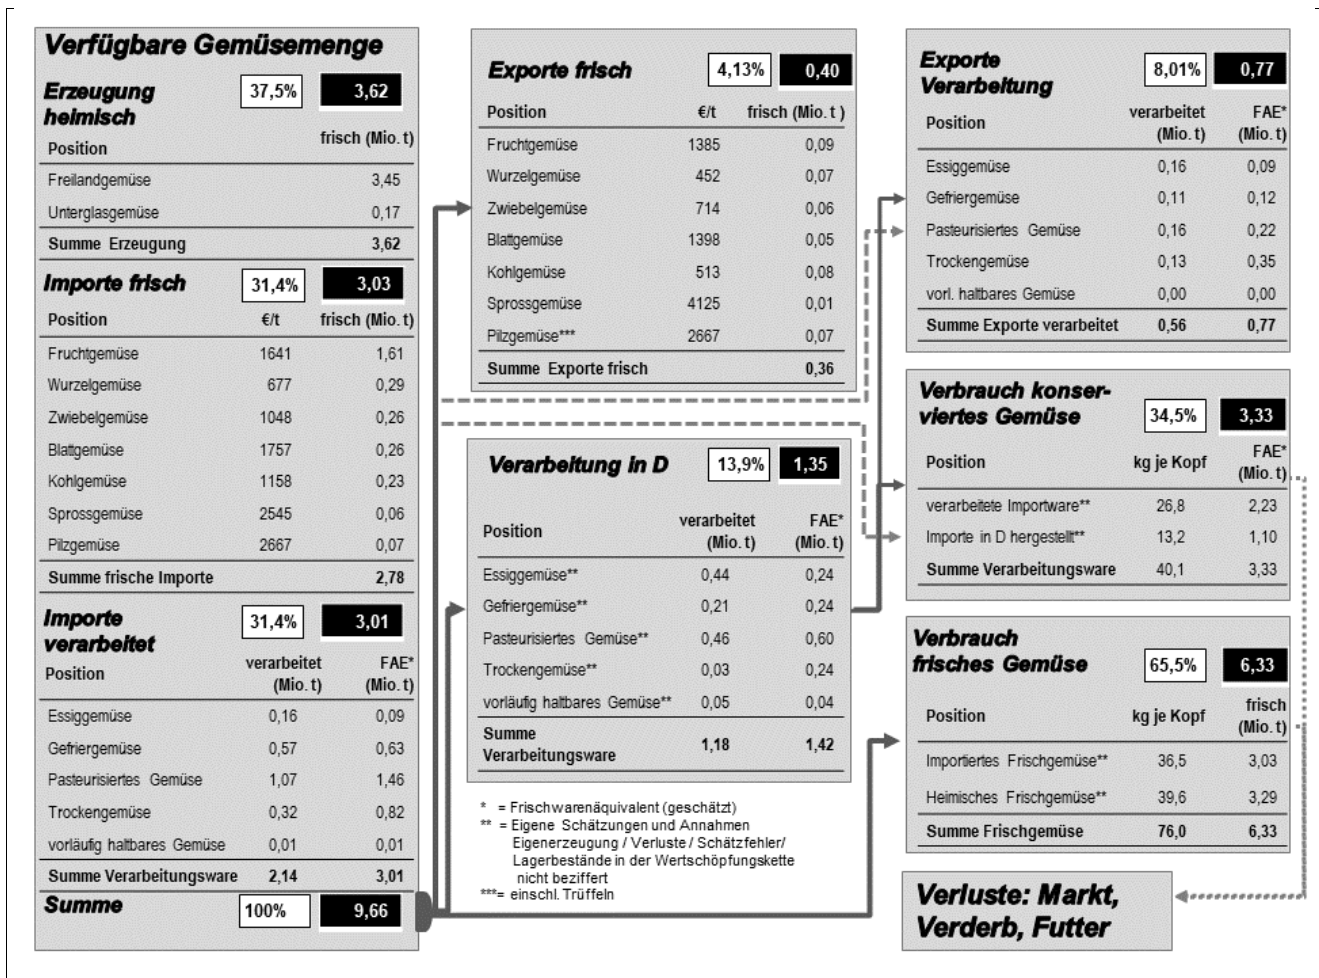 Verfügbare Gemüsemenge
Erzeugung heimisch 37,5% 3,62
Position frisch (Mio. t)
Freilandgemüse 3,45
Unterglasgemüse 0,17
Summe Erzeugung 3,62
Importe frisch 31,4% 3,03
Position €/t frisch (Mio. t)
Fruchtgemüse 1641 1,61
Wurzelgemüse 677 0,29
Zwiebelgemüse 1048 0,26
Blattgemüse 1757 0,26
Kohlgemüse 1158 0,23
Sprossgemüse 2545 0,06
Pilzgemüse 2667 0,07
Summe frische Importe 2,78
Importe verarbeitet 31,4% 3,01
Position verarbeitet (Mio. t) FAE* (Mio. t)
Essiggemüse 0,16 0,09
Gefriergemüse 0,57 0,63
Pasteurisiertes Gemüse 1,07 1,46
Trockengemüse 0,32 0,82
vorläufig haltbares Gemüse 0,01 0,01
Summe Verarbeitungsware 2,14 3,01
Summe 100% 9,66
Exporte frisch 4,13% 0,40
Position €/t frisch (Mio. t )
Fruchtgemüse 1385 0,09
Wurzelgemüse 452 0,07
Zwiebelgemüse 714 0,06
Blattgemüse 1398 0,05
Kohlgemüse 513 0,08
Sprossgemüse 4125 0,01
Pilzgemüse*** 2667 0,07
Summe Exporte frisch 0,36
Verarbeitung in D 13,9% 1,35
Position verarbeitet (Mio. t) FAE* (Mio. t)
Essiggemüse** 0,44 0,24
Gefriergemüse** 0,21 0,24
Pasteurisiertes Gemüse** 0,46 0,60
Trockengemüse** 0,03 0,24
vorläufig haltbares Gemüse** 0,05 0,04
Summe Verarbeitungsware 1,18 1,42
* = Frischwarenäquivalent (geschätzt)
** = Eigene Schätzungen und Annahmen
Eigenerzeugung / Verluste / Schätzfehler/
Lagerbestände in der Wertschöpfungskette
nicht beziffert
***= einschl. Trüffeln
Exporte Verarbeitung 8,01% 0,77
Position verarbeitet (Mio. t) FAE* (Mio. t)
Essiggemüse 0,16 0,09
Gefriergemüse 0,11 0,12
Pasteurisiertes Gemüse 0,16 0,22
Trockengemüse 0,13 0,35
vorl. haltbares Gemüse 0,00 0,00
Summe Exporte verarbeitet 0,56 0,77
Verbrauch konser-
viertes Gemüse 34,5% 3,33
Position kg je Kopf FAE* (Mio. t)
verarbeitete Importware** 26,8 2,23
Importe in D hergestellt** 13,2 1,10
Summe Verarbeitungsware 40,1 3,33
Verbrauch
frisches Gemüse 65,5% 6,33
Position kg je Kopf frisch (Mio. t)
Importiertes Frischgemüse** 36,5 3,03
Heimisches Frischgemüse** 39,6 3,29
Summe Frischgemüse 76,0 6,33
Verluste: Markt,
Verderb, Futter